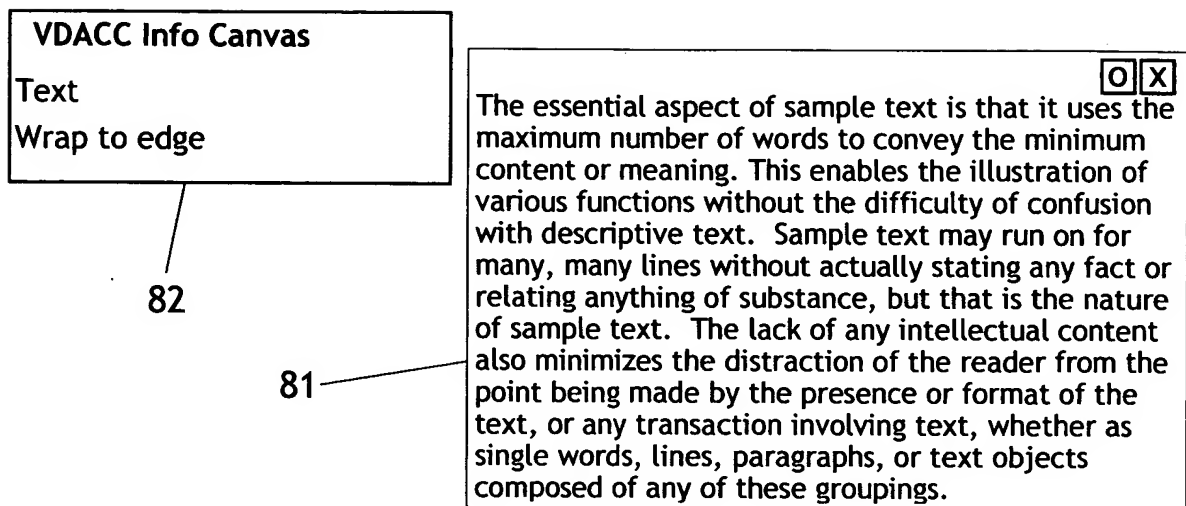 VDACC Info Canvas
Text
Wrap to edge
82
O X
The essential aspect of sample text is that it uses the
maximum number of words to convey the minimum
content or meaning. This enables the illustration of
various functions without the difficulty of confusion
with descriptive text.  Sample text may run on for
many, many lines without actually stating any fact or
relating anything of substance, but that is the nature
of sample text.  The lack of any intellectual content
also minimizes the distraction of the reader from the
point being made by the presence or format of the
text, or any transaction involving text, whether as
single words, lines, paragraphs, or text objects
composed of any of these groupings.
81